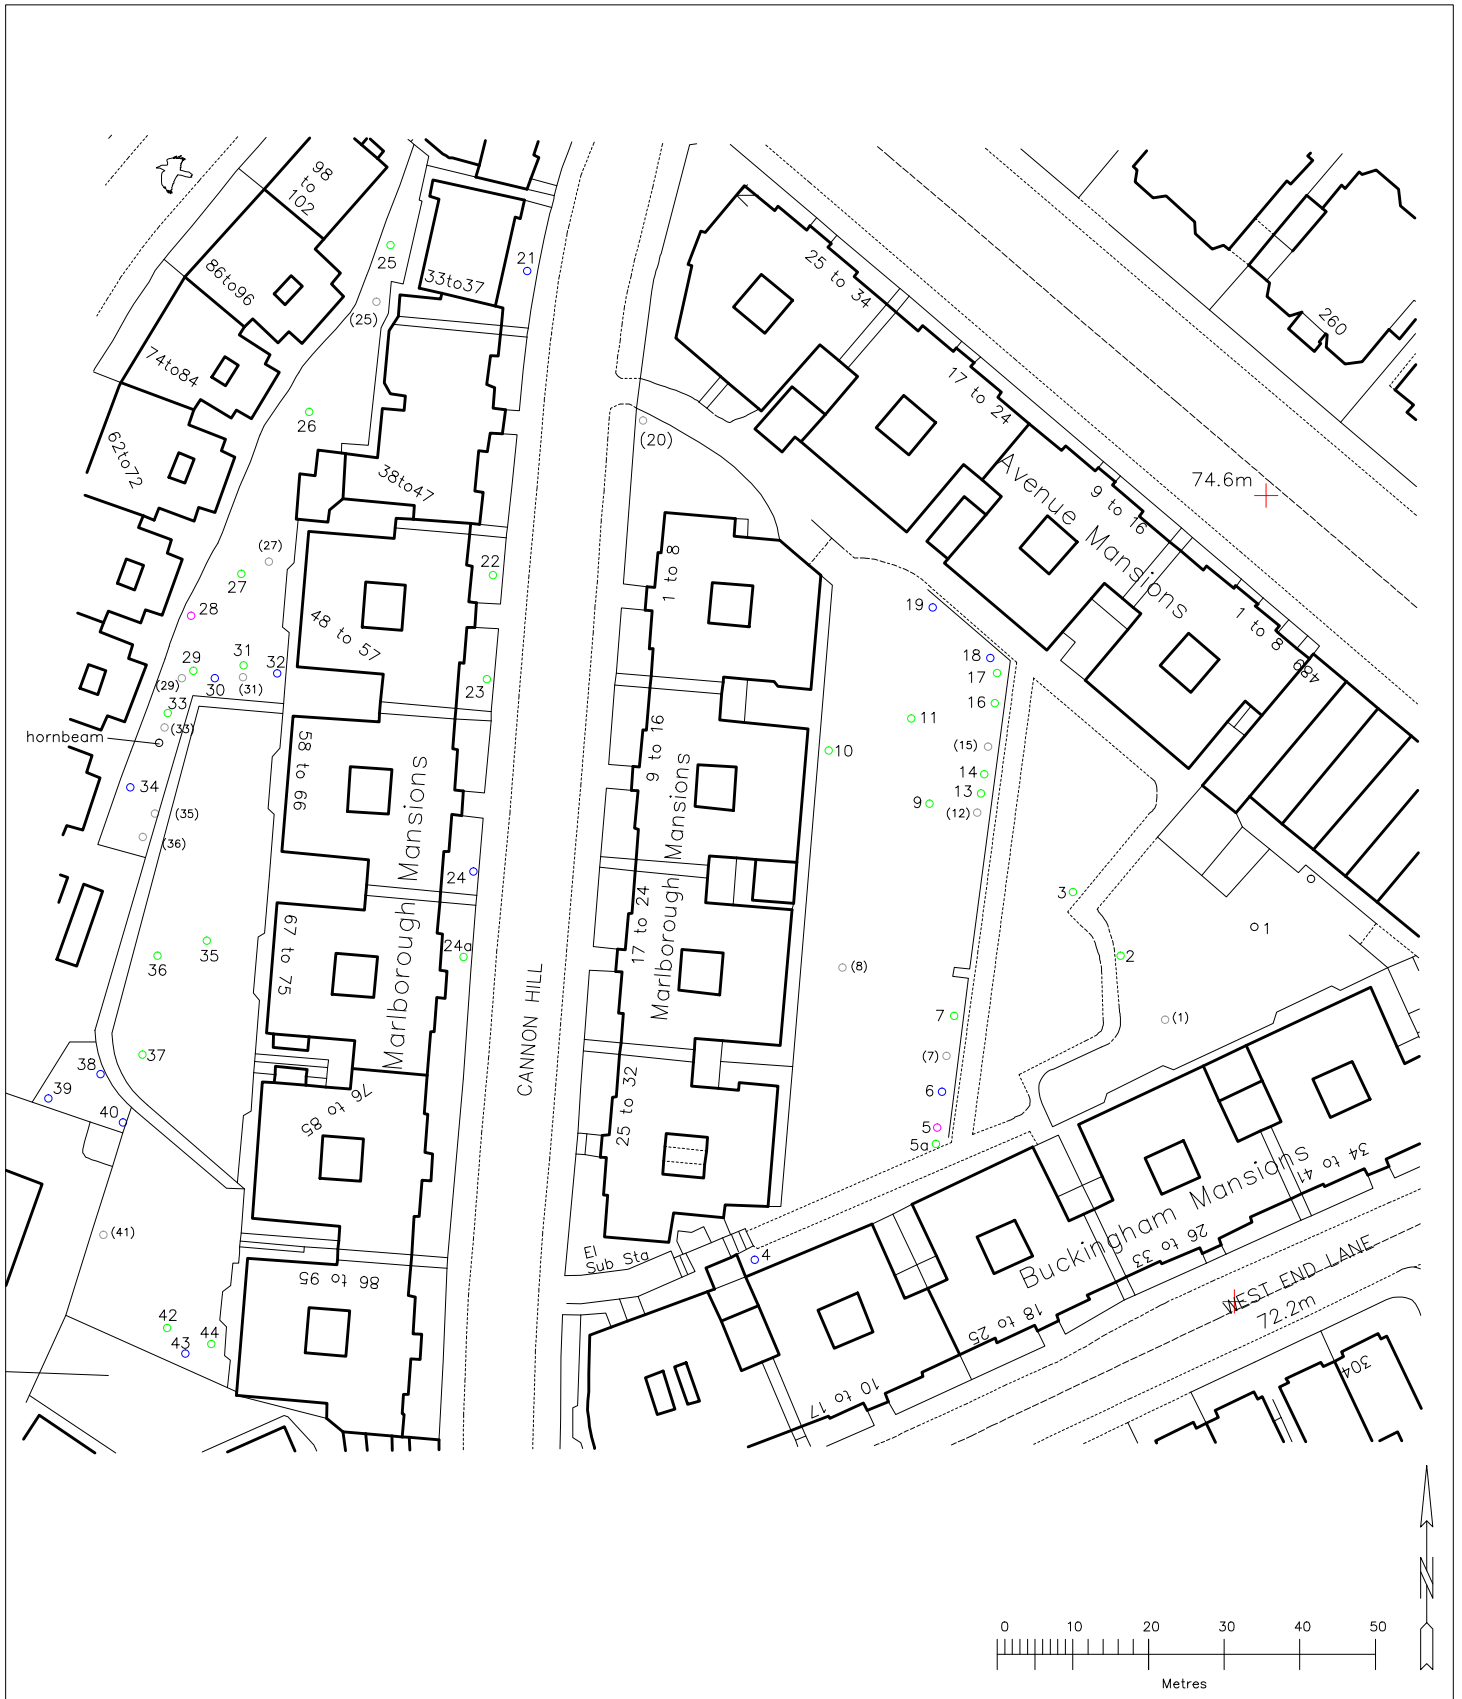 98
to
102
86to96
74to84
62to72
25
(25)
26
33to37
21
38to47
(27)
27
28
22
48 to 57
29
(29)
30
31
(31)
32
33
(33)
hornbeam
23
34
(35)
(36)
58 to 66
Marlborough Mansions
24
24a
67 to 75
36
35
37
38
39
40
76 to 85
(41)
86 to 95
42
43
44
CANNON HILL
(20)
1 to 8
9 to 16
Marlborough Mansions
17 to 24
25 to 32
El
Sub Sta
4
25 to 34
17 to 24
Avenue Mansions
9 to 16
1 to 8
489
260
74.6m
19
18
17
16
11
(15)
10
14
13
9
(12)
(8)
3
1
2
7
(1)
(7)
6
5
5a
Buckingham Mansions
34 to 41
26 to 33
18 to 25
10 to 17
WEST END LANE
72.2m
304
N
0 10 20 30 40 50
Metres